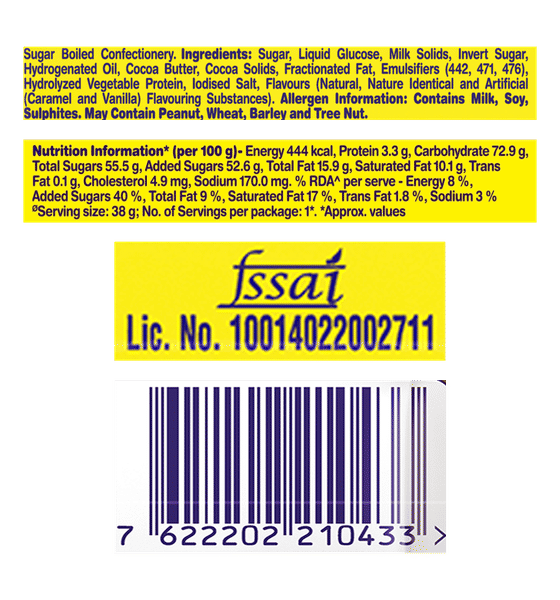 Sugar Boiled Confectionery. Ingredients: Sugar, Liquid Glucose, Milk Solids, Invert Sugar,
Hydrogenated Oil, Cocoa Butter, Cocoa Solids, Fractionated Fat, Emulsifiers (442, 471, 476),
Hydrolyzed Vegetable Protein, Iodised Salt, Flavours (Natural, Nature Identical and Artificial
(Caramel and Vanilla) Flavouring Substances). Allergen Information: Contains Milk, Soy,
Sulphites. May Contain Peanut, Wheat, Barley and Tree Nut.
Nutrition Information* (per 100 g)- Energy 444 kcal, Protein 3.3 g, Carbohydrate 72.9 g,
Total Sugars 55.5 g, Added Sugars 52.6 g, Total Fat 15.9 g, Saturated Fat 10.1 g, Trans
Fat 0.1 g, Cholesterol 4.9 mg, Sodium 170.0 mg. % RDA^ per serve - Energy 8 %,
Added Sugars 40 %, Total Fat 9 %, Saturated Fat 17 %, Trans Fat 1.8 %, Sodium 3 %
øServing size: 38 g; No. of Servings per package: 1*. *Approx. values
fssai
Lic. No. 10014022002711
7 622202 210433 >